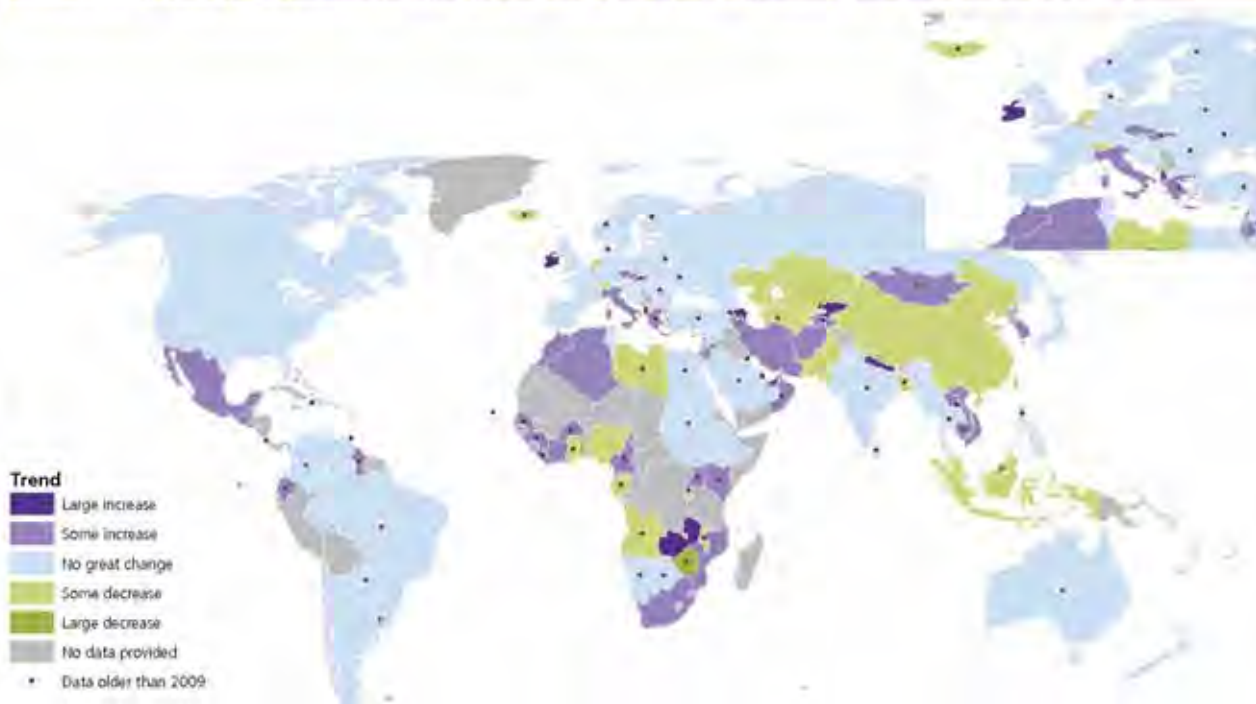 Trend
Large increase
Some increase
No great change
Some decrease
Large decrease
No data provided
Data older than 2009